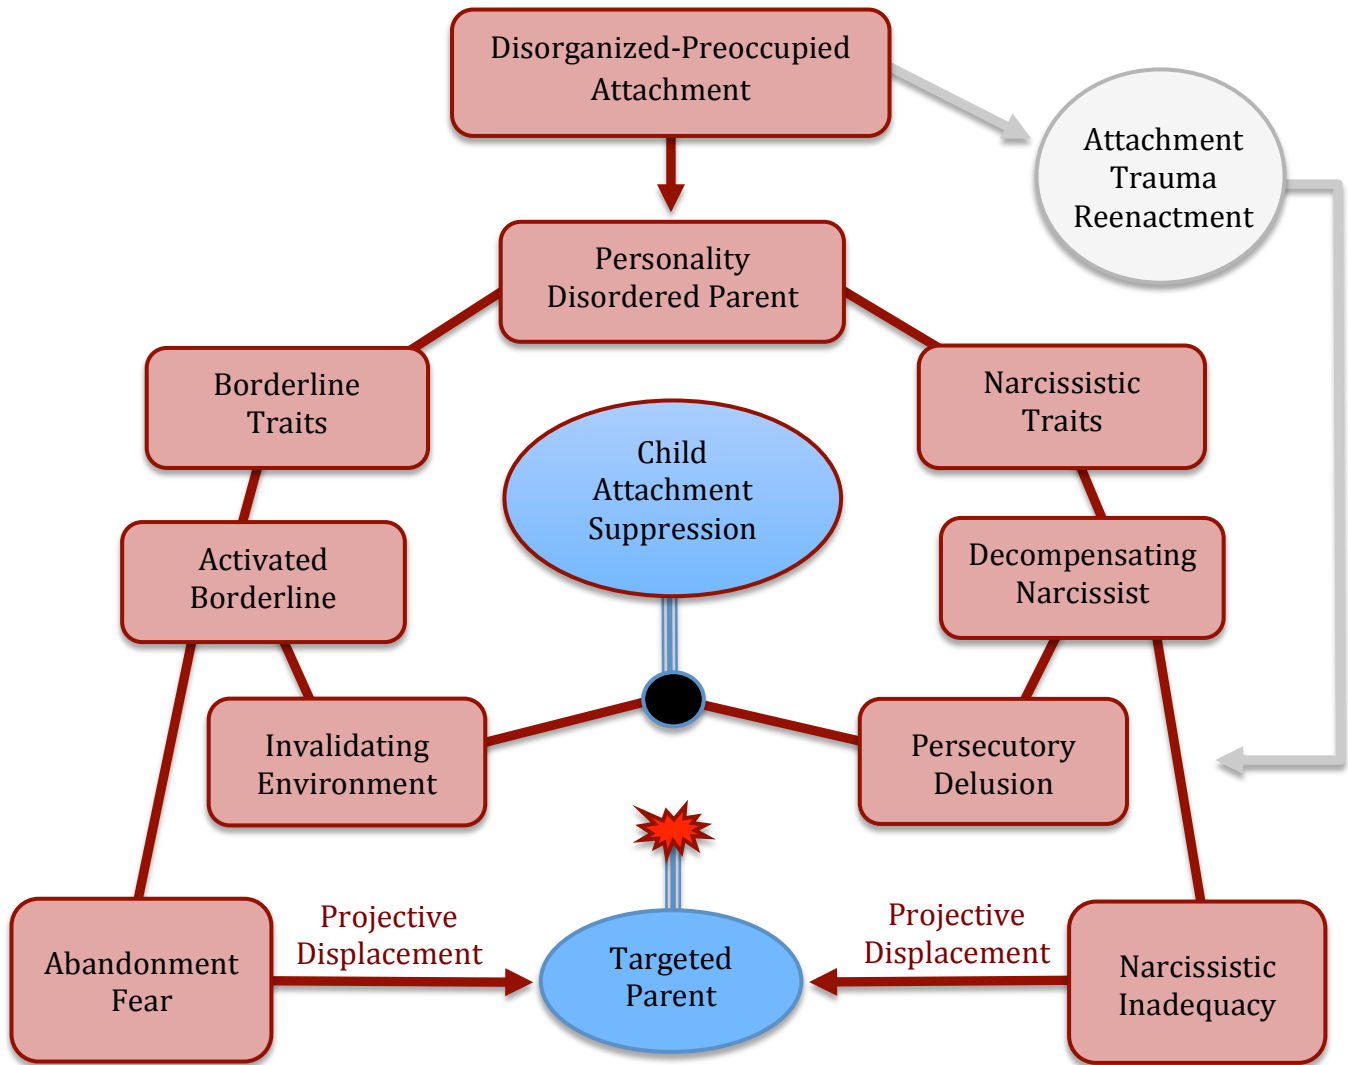 Disorganized-Preoccupied
Attachment
Attachment
Trauma
Reenactment
Personality
Disordered Parent
Borderline
Traits
Narcissistic
Traits
Child
Attachment
Suppression
Activated
Borderline
Decompensating
Narcissist
Invalidating
Environment
Persecutory
Delusion
Abandonment
Fear
Projective
Displacement
Targeted
Parent
Projective
Displacement
Narcissistic
Inadequacy